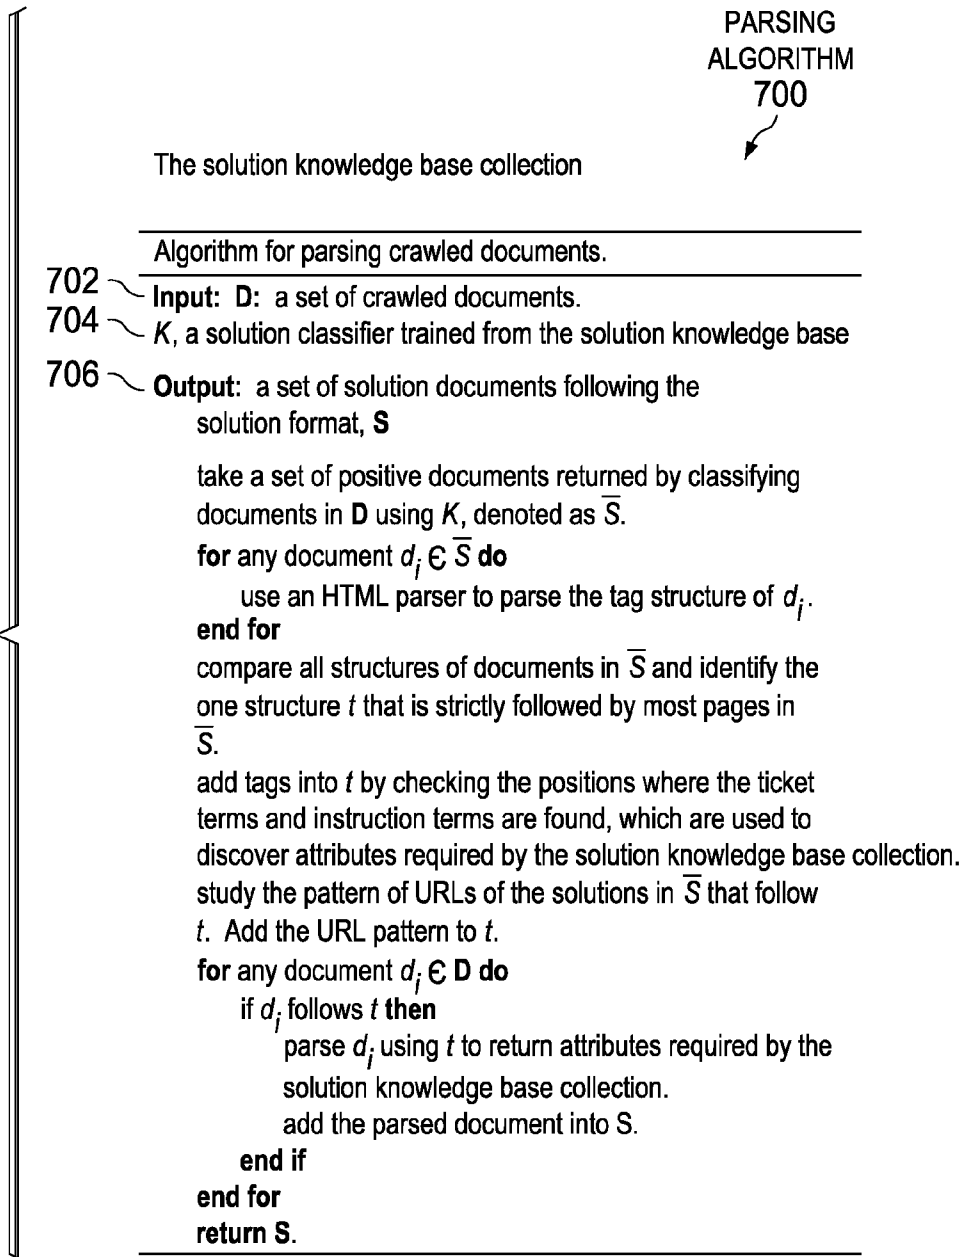 PARSING
ALGORITHM
700
The solution knowledge base collection
Algorithm for parsing crawled documents.
702 Input: D: a set of crawled documents.
704 K, a solution classifier trained from the solution knowledge base
706 Output: a set of solution documents following the
solution format, S
take a set of positive documents returned by classifying
documents in D using K, denoted as S̅.
for any document dᵢ Є S̅ do
use an HTML parser to parse the tag structure of dᵢ.
end for
compare all structures of documents in S̅ and identify the
one structure t that is strictly followed by most pages in
S̅.
add tags into t by checking the positions where the ticket
terms and instruction terms are found, which are used to
discover attributes required by the solution knowledge base collection.
study the pattern of URLs of the solutions in S̅ that follow
t. Add the URL pattern to t.
for any document dᵢ Є D do
if dᵢ follows t then
parse dᵢ using t to return attributes required by the
solution knowledge base collection.
add the parsed document into S.
end if
end for
return S.